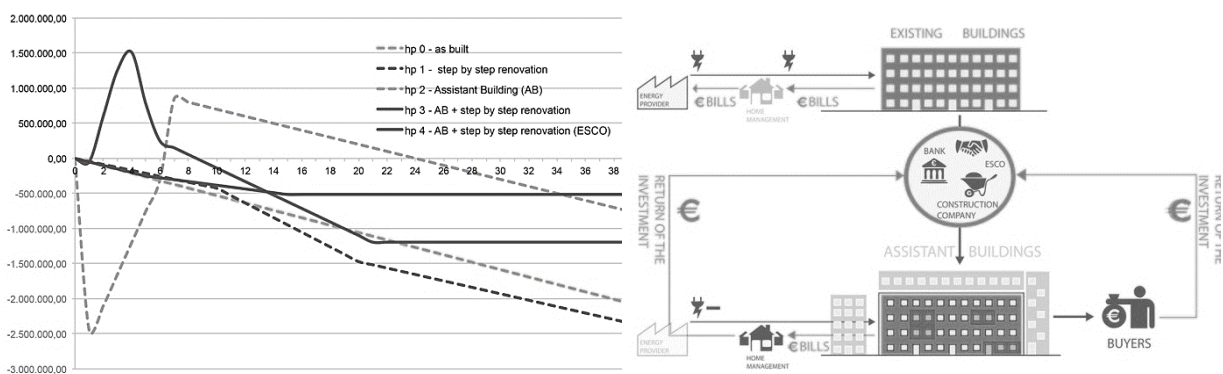 2.000.000,00
1.500.000,00
1.000.000,00
500.000,00
0,00
-500.000,00
-1.000.000,00
-1.500.000,00
-2.000.000,00
-2.500.000,00
-3.000.000,00
0 2 4 6 8 10 12 14 16 18 20 22 24 26 28 30 32 34 36 38
hp 0 - as built
hp 1 - step by step renovation
hp 2 - Assistant Building (AB)
hp 3 - AB + step by step renovation
hp 4 - AB + step by step renovation (ESCO)
EXISTING BUILDINGS
ENERGY
PROVIDER
€BILLS
HOME
MANAGEMENT
€BILLS
BANK
€
ESCO
CONSTRUCTION
COMPANY
RETURN OF THE
INVESTMENT
€
€
RETURN OF THE
INVESTMENT
ASSISTANT BUILDINGS
ENERGY
PROVIDER
HOME
MANAGEMENT
€BILLS
€
BUYERS